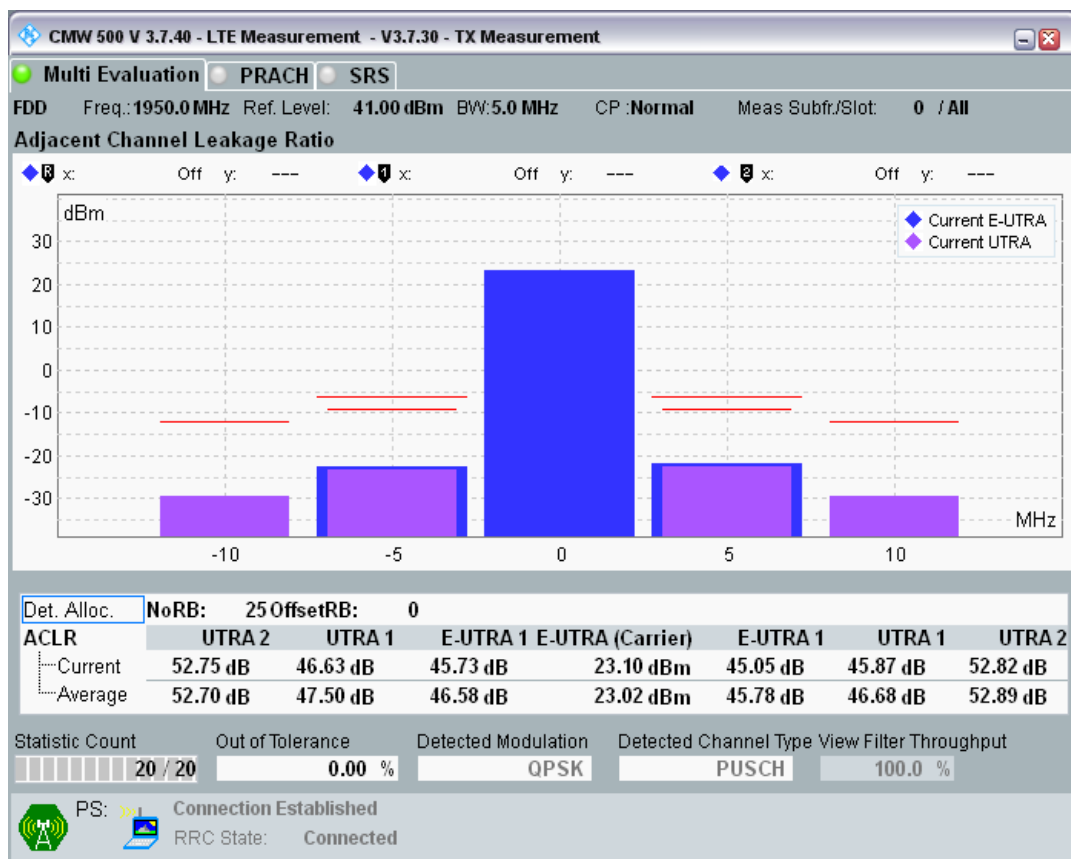 CMW 500 V 3.7.40 - LTE Measurement - V3.7.30 - TX Measurement
Multi Evaluation PRACH SRS
FDD Freq.: 1950.0 MHz Ref. Level: 41.00 dBm BW: 5.0 MHz CP : Normal Meas Subfr./Slot: 0 / All
Adjacent Channel Leakage Ratio
R x: Off y: --- 1 x: Off y: --- 2 x: Off y: ---
dBm
Current E-UTRA
Current UTRA
30
20
10
0
-10
-20
-30
MHz
-10 -5 0 5 10
Det. Alloc. NoRB: 25 OffsetRB: 0
ACLR UTRA 2 UTRA 1 E-UTRA 1 E-UTRA (Carrier) E-UTRA 1 UTRA 1 UTRA 2
Current 52.75 dB 46.63 dB 45.73 dB 23.10 dBm 45.05 dB 45.87 dB 52.82 dB
Average 52.70 dB 47.50 dB 46.58 dB 23.02 dBm 45.78 dB 46.68 dB 52.89 dB
Statistic Count Out of Tolerance Detected Modulation Detected Channel Type View Filter Throughput
20 / 20 0.00 % QPSK PUSCH 100.0 %
PS: Connection Established
RRC State: Connected